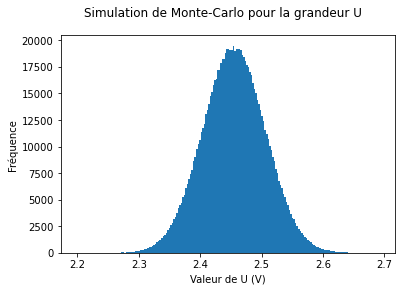 Simulation de Monte-Carlo pour la grandeur U
20000
17500
15000
12500
10000
7500
5000
2500
0
Fréquence
2.2 2.3 2.4 2.5 2.6 2.7
Valeur de U (V)